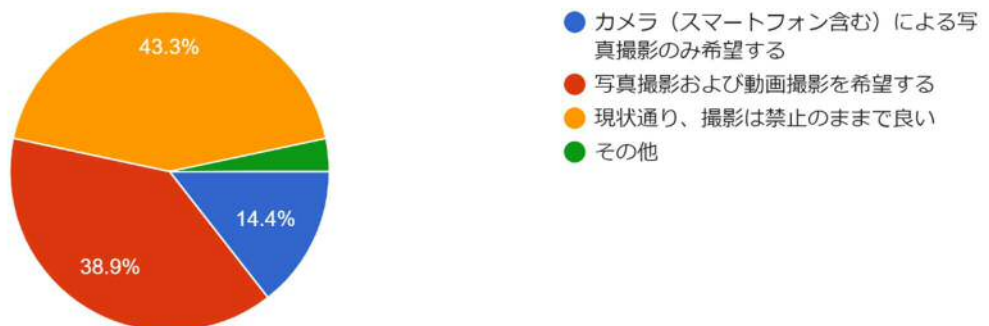 43.3%
14.4%
38.9%
カメラ（スマートフォン含む）による写
真撮影のみ希望する
写真撮影および動画撮影を希望する
現状通り、撮影は禁止のままで良い
その他